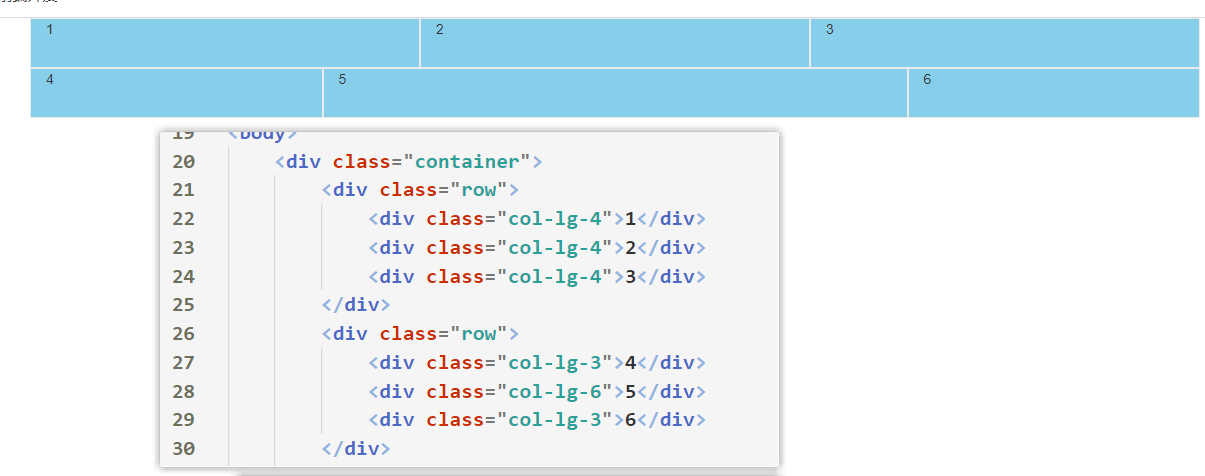 1 2 3
4 5 6
19 <body>
20 <div class="container">
21 <div class="row">
22 <div class="col-lg-4">1</div>
23 <div class="col-lg-4">2</div>
24 <div class="col-lg-4">3</div>
25 </div>
26 <div class="row">
27 <div class="col-lg-3">4</div>
28 <div class="col-lg-6">5</div>
29 <div class="col-lg-3">6</div>
30 </div>